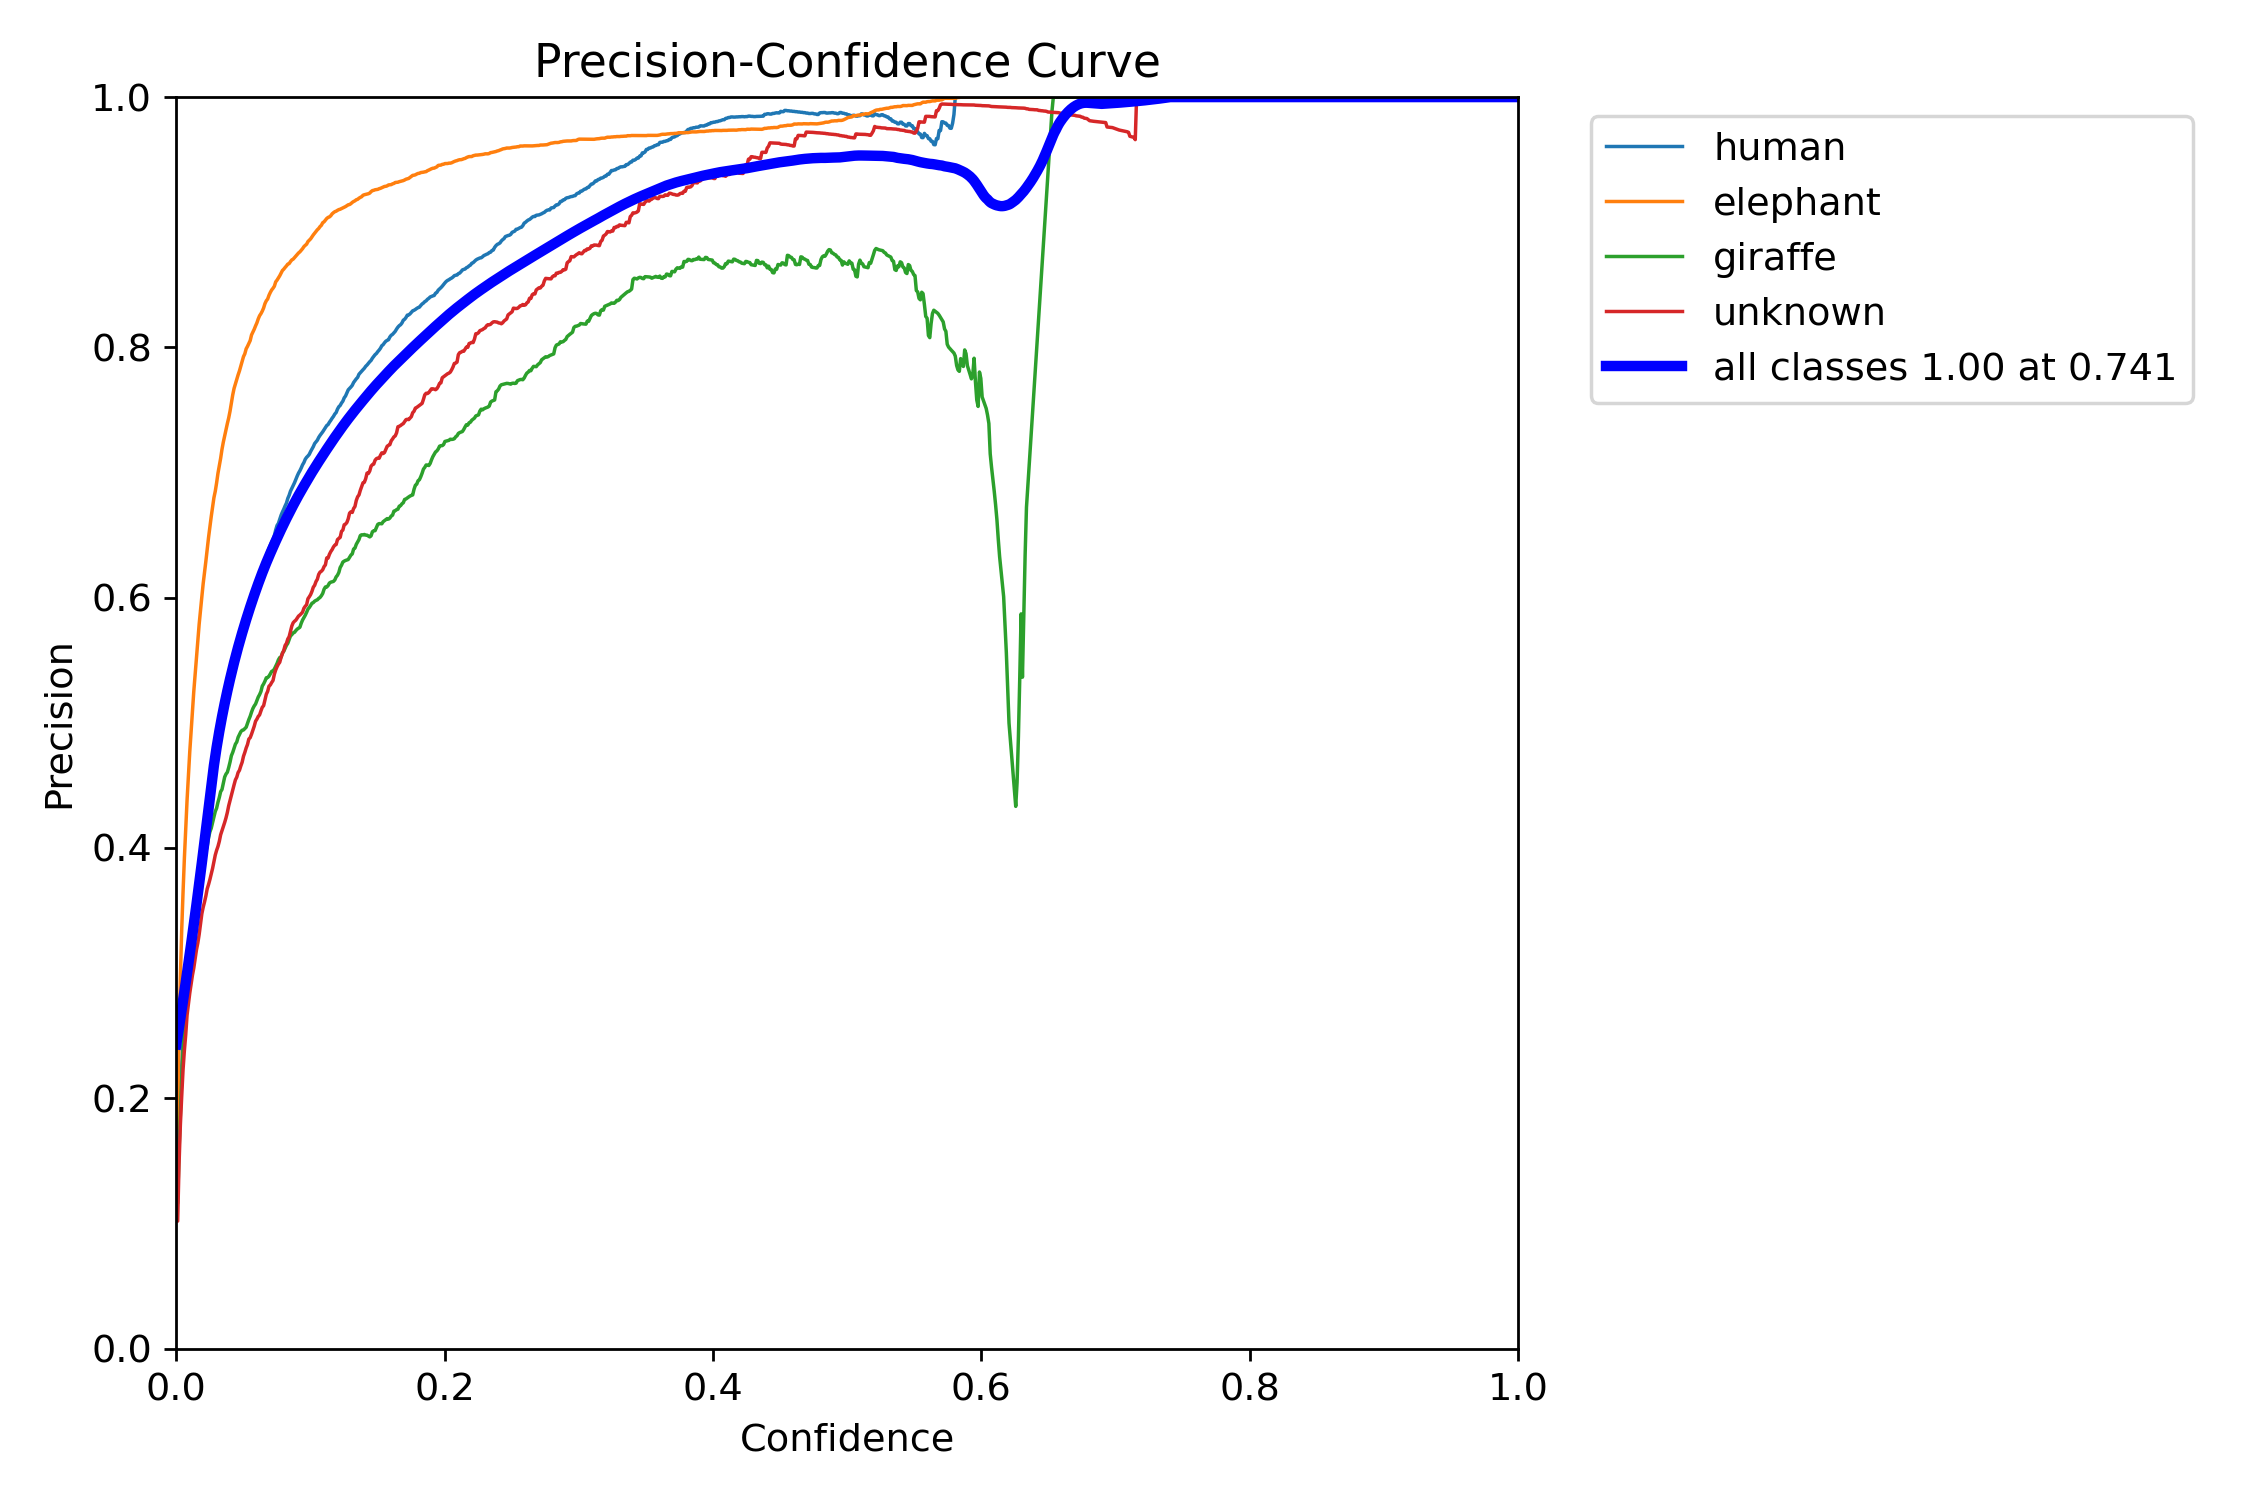 Precision-Confidence Curve
1.0
0.8
0.6
0.4
0.2
0.0
Precision
0.0 0.2 0.4 0.6 0.8 1.0
Confidence
human
elephant
giraffe
unknown
all classes 1.00 at 0.741